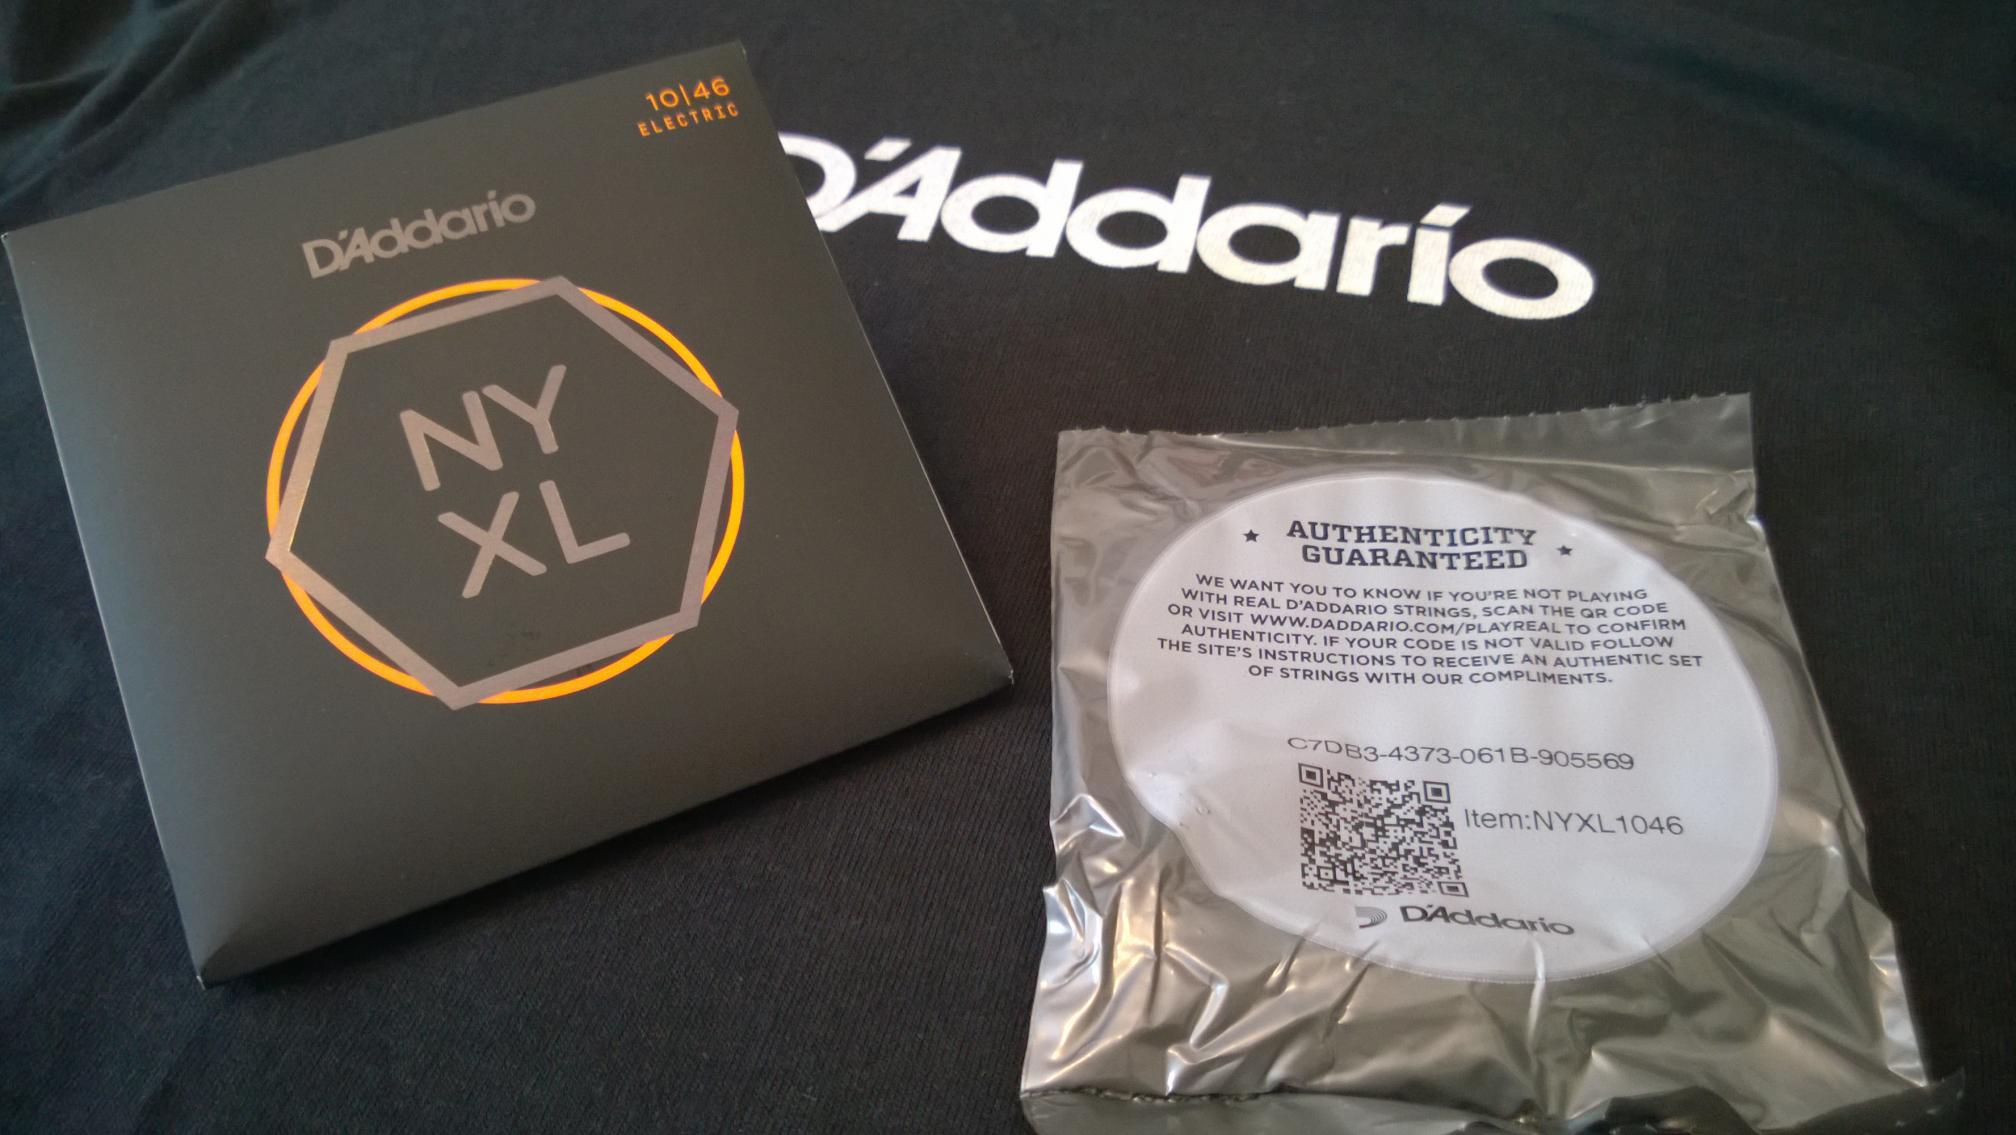 10|46
ELECTRIC
D'Addarío
NY
XL
D'Addarío
AUTHENTICITY
GUARANTEED
WE WANT YOU TO KNOW IF YOU'RE NOT PLAYING
WITH REAL D'ADDARIO STRINGS, SCAN THE QR CODE
OR VISIT WWW.DADDARIO.COM/PLAYREAL TO CONFIRM
AUTHENTICITY. IF YOUR CODE IS NOT VALID FOLLOW
THE SITE'S INSTRUCTIONS TO RECEIVE AN AUTHENTIC SET
OF STRINGS WITH OUR COMPLIMENTS.
C7DB3-4373-061B-905569
Item:NYXL1046
D'Addarío